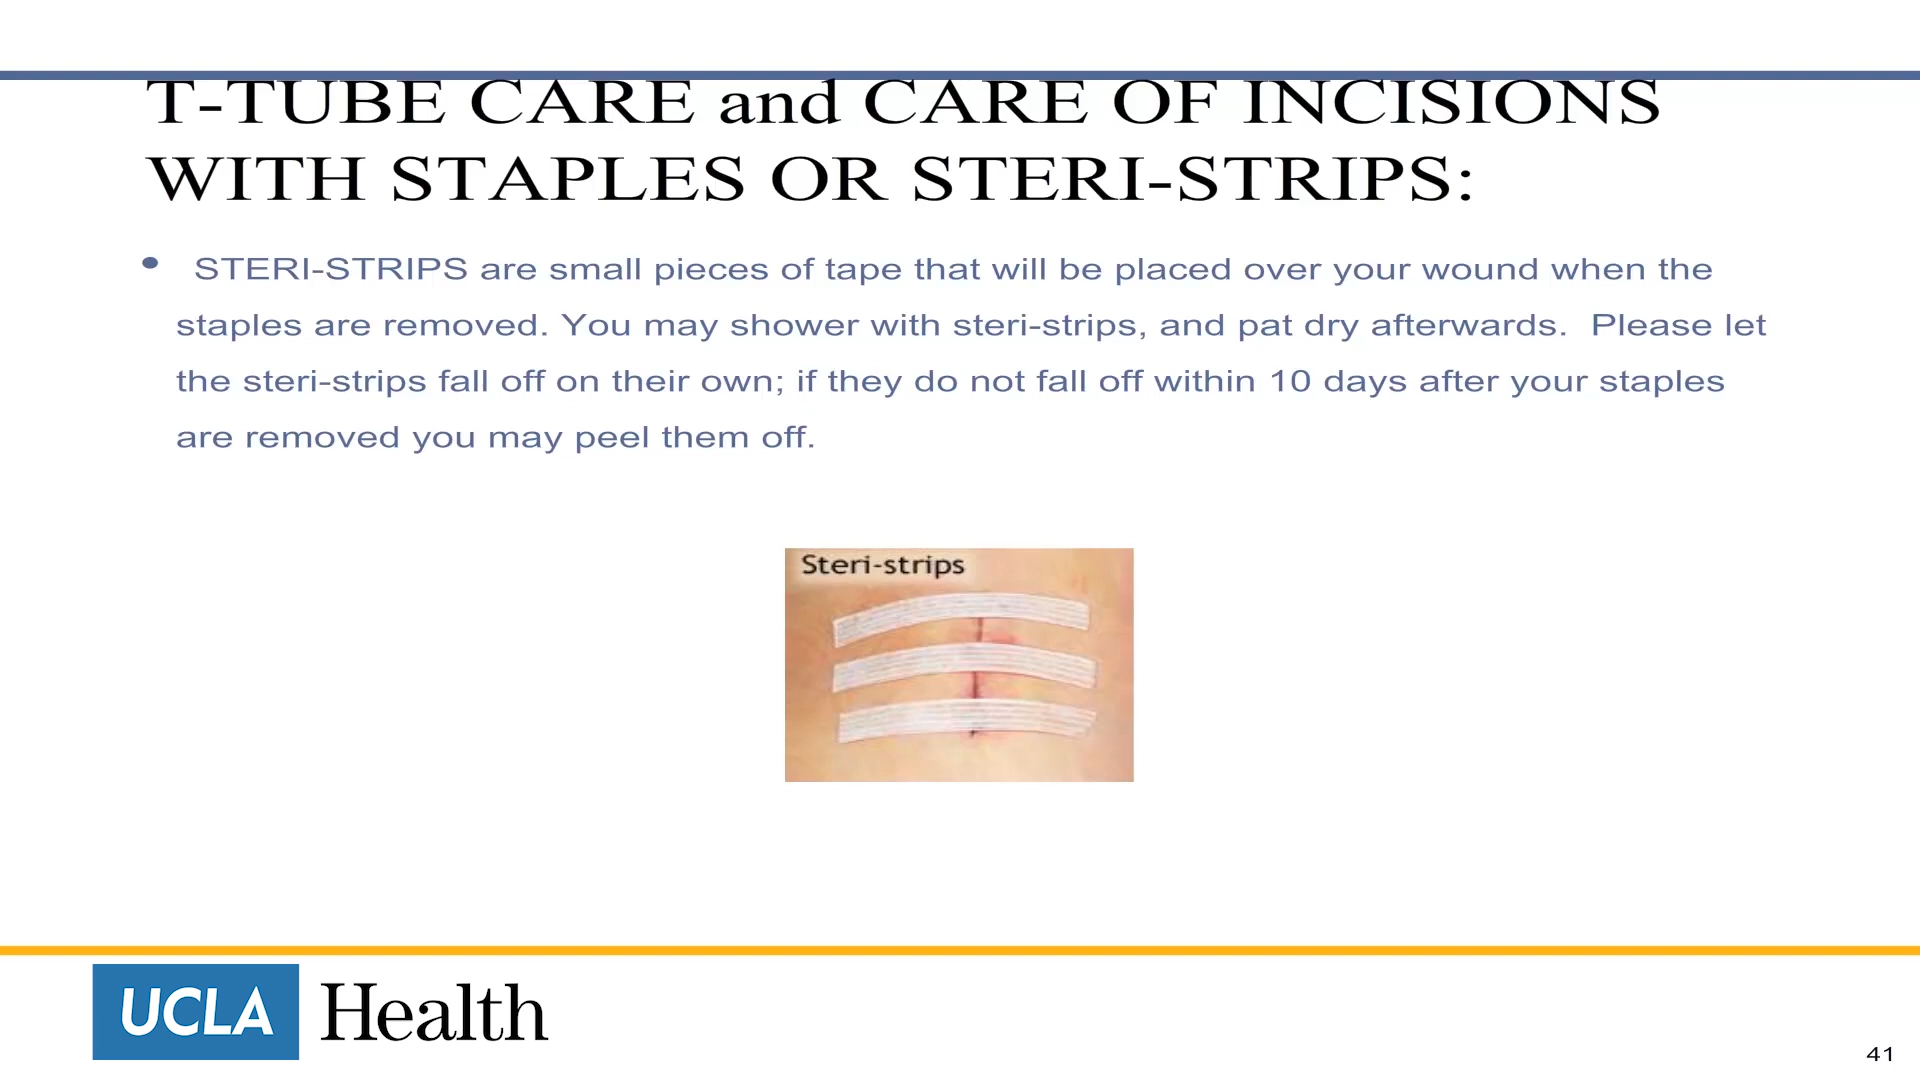 T-TUBE CARE and CARE OF INCISIONS
WITH STAPLES OR STERI-STRIPS:
• STERI-STRIPS are small pieces of tape that will be placed over your wound when the
staples are removed. You may shower with steri-strips, and pat dry afterwards.  Please let
the steri-strips fall off on their own; if they do not fall off within 10 days after your staples
are removed you may peel them off.
Steri-strips
UCLA Health
41